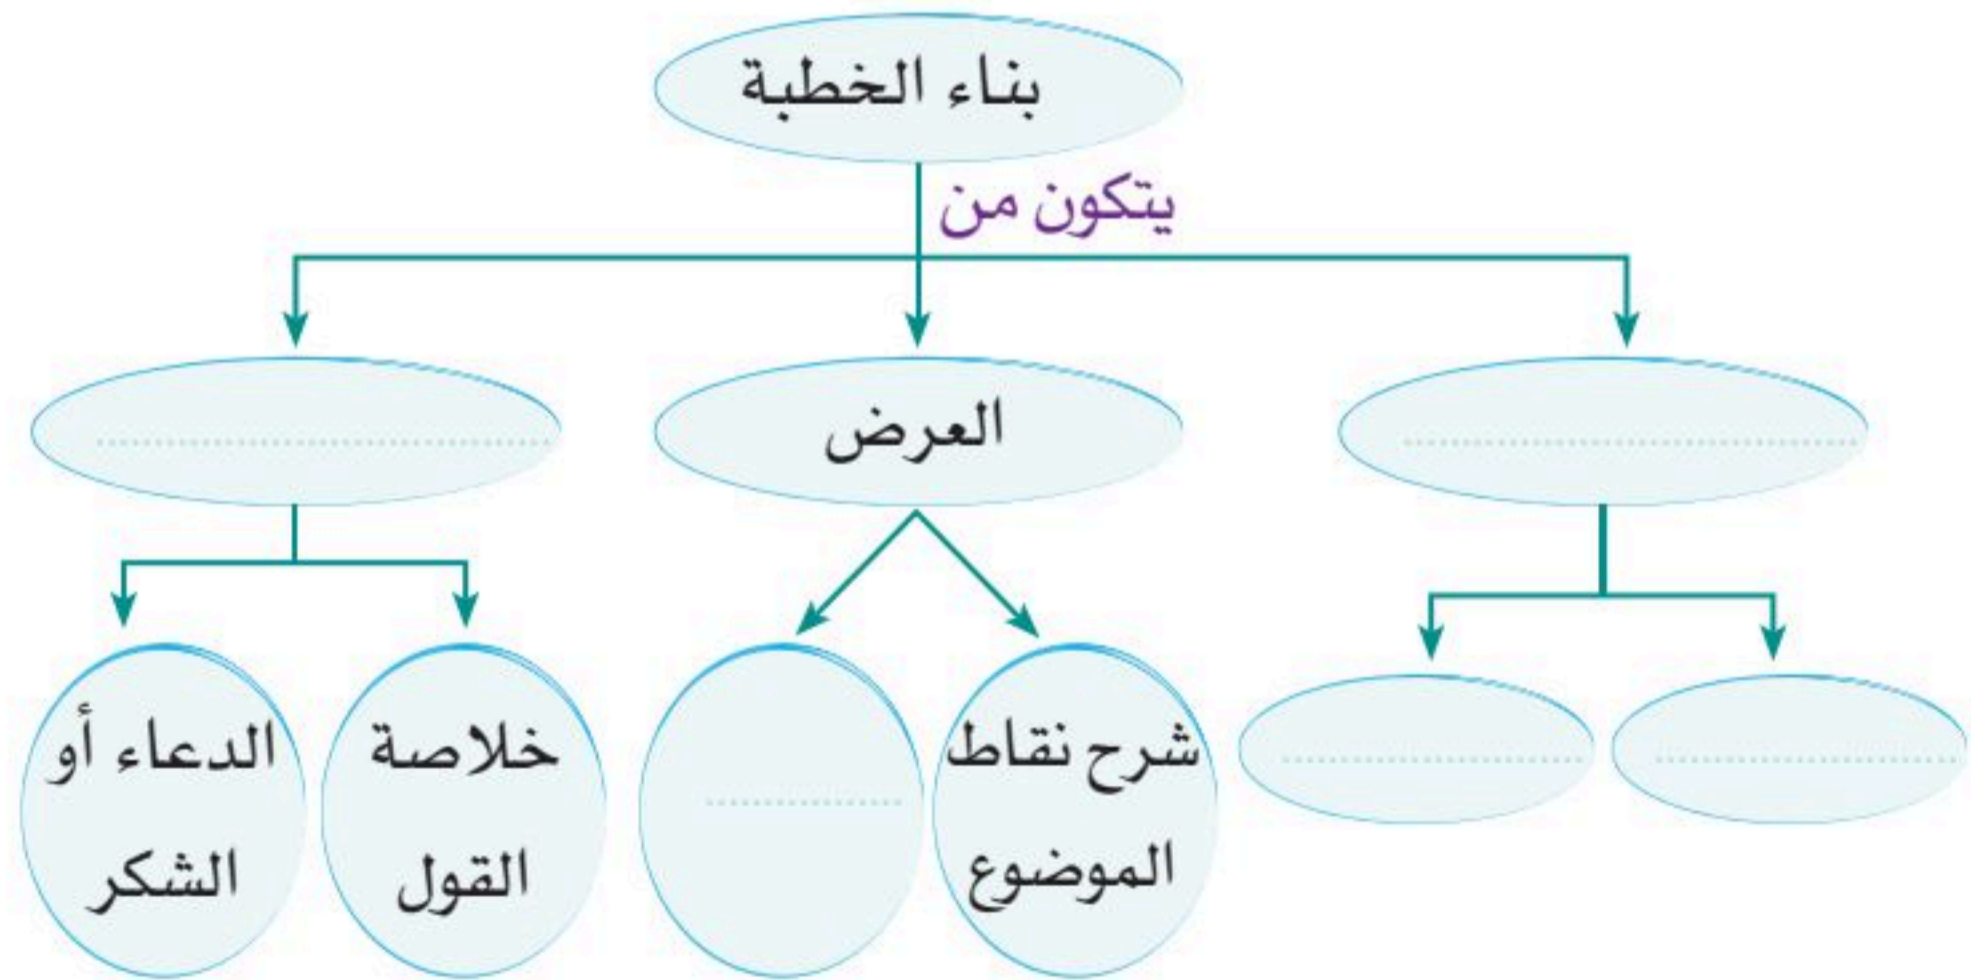 بناء الخطبة
يتكون من
العرض
شرح نقاط
الموضوع
خلاصة
القول
الدعاء أو
الشكر